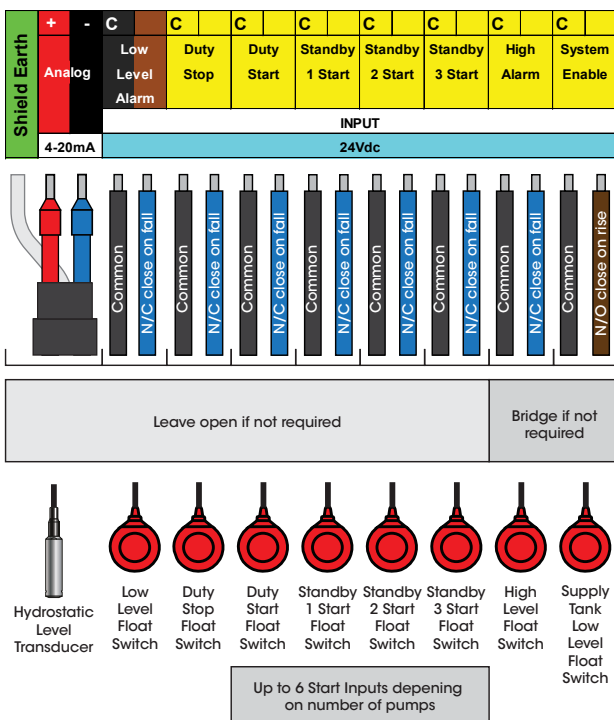 Shield Earth
+ - C C C C C C C C
Analog
Low Level Alarm
Duty Stop
Duty Start
Standby 1 Start
Standby 2 Start
Standby 3 Start
High Alarm
System Enable
INPUT
4-20mA
24Vdc
Common
N/C close on fall
Common
N/C close on fall
Common
N/C close on fall
Common
N/C close on fall
Common
N/C close on fall
Common
N/C close on fall
Common
N/C close on fall
Common
N/O close on rise
Leave open if not required
Bridge if not
required
Hydrostatic
Level
Transducer
Low
Level
Float
Switch
Duty
Stop
Float
Switch
Duty
Start
Float
Switch
Standby
1 Start
Float
Switch
Standby
2 Start
Float
Switch
Standby
3 Start
Float
Switch
High
Level
Float
Switch
Supply
Tank
Low
Level
Float
Switch
Up to 6 Start Inputs depening
on number of pumps